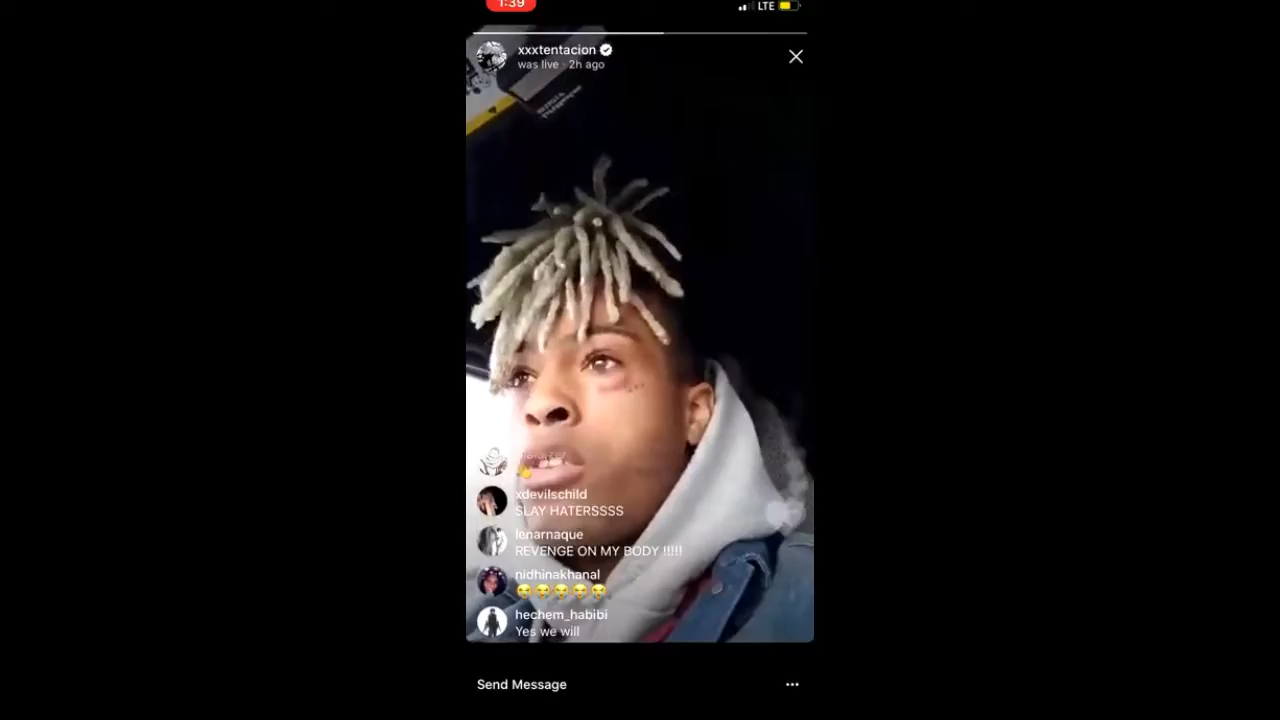 1:39
LTE
xxxtentacion
was live · 2h ago
xdevilschild
SLAY HATERSSSS
lenarnaque
REVENGE ON MY BODY !!!!!
nidhinakhanal
😭😭😭😭😭
hechem_habibi
Yes we will
Send Message